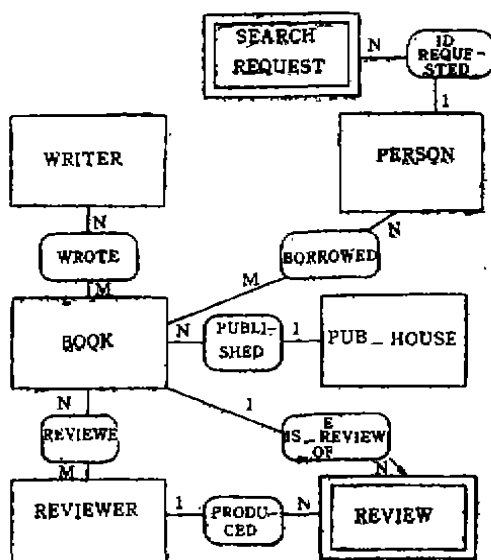 SEARCH
REQUEST
N
ID
REQUE-
STED
1
WRITER
PERSON
N
N
WROTE
BORROWED
M
M
BOOK
N
PUBLI-
SHED
1
PUB_HOUSE
N
1
REVIEWE
E
IS_REVIEW
OF
M
N
REVIEWER
1
PRODU-
CED
N
REVIEW